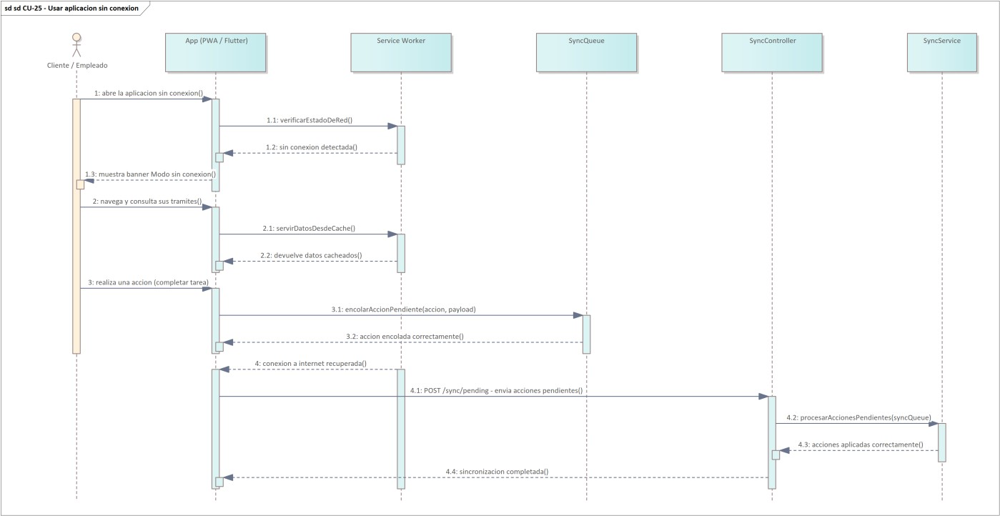 sd sd CU-25 - Usar aplicacion sin conexion
Cliente / Empleado
App (PWA / Flutter)
Service Worker
SyncQueue
SyncController
SyncService
1: abre la aplicacion sin conexion()
1.1: verificarEstadoDeRed()
1.2: sin conexion detectada()
1.3: muestra banner Modo sin conexion()
2: navega y consulta sus tramites()
2.1: servirDatosDesdeCache()
2.2: devuelve datos cacheados()
3: realiza una accion (completar tarea)
3.1: encolarAccionPendiente(accion, payload)
3.2: accion encolada correctamente()
4: conexion a internet recuperada()
4.1: POST /sync/pending - envia acciones pendientes()
4.2: procesarAccionesPendientes(syncQueue)
4.3: acciones aplicadas correctamente()
4.4: sincronizacion completada()